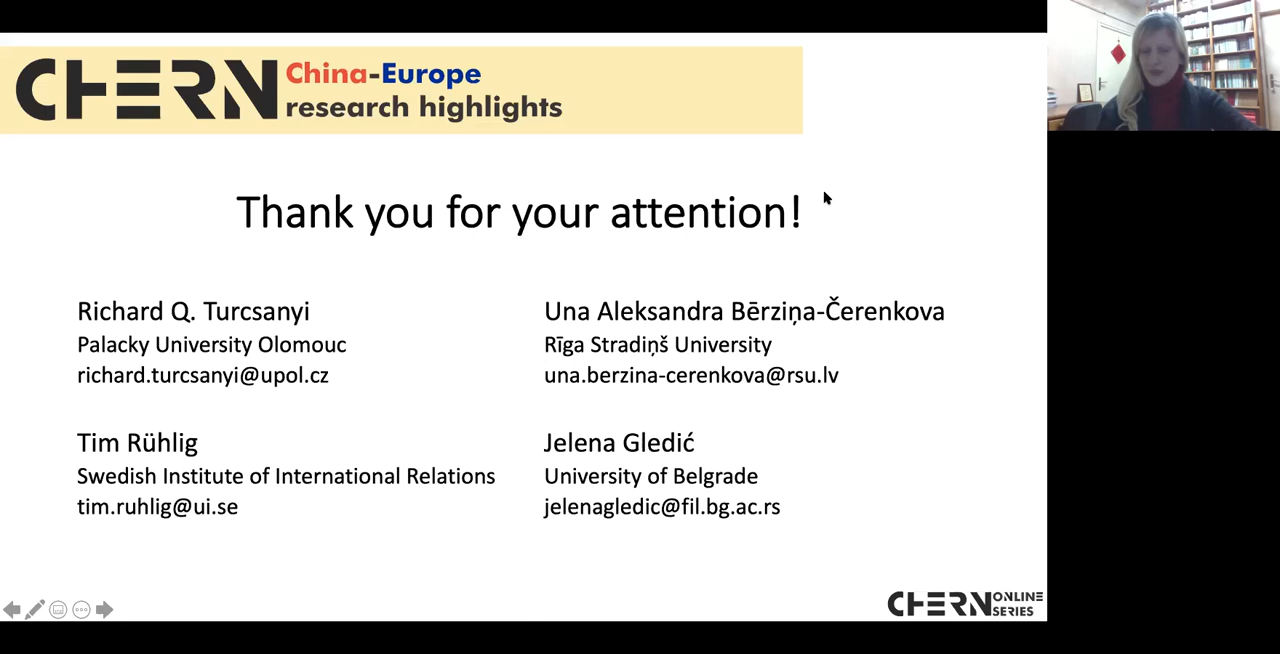 CHERN China-Europe
research highlights
Thank you for your attention!
Richard Q. Turcsanyi
Palacky University Olomouc
richard.turcsanyi@upol.cz
Una Aleksandra Bērziņa-Čerenkova
Rīga Stradiņš University
una.berzina-cerenkova@rsu.lv
Tim Rühlig
Swedish Institute of International Relations
tim.ruhlig@ui.se
Jelena Gledić
University of Belgrade
jelenagledic@fil.bg.ac.rs
CHERN ONLINE
SERIES